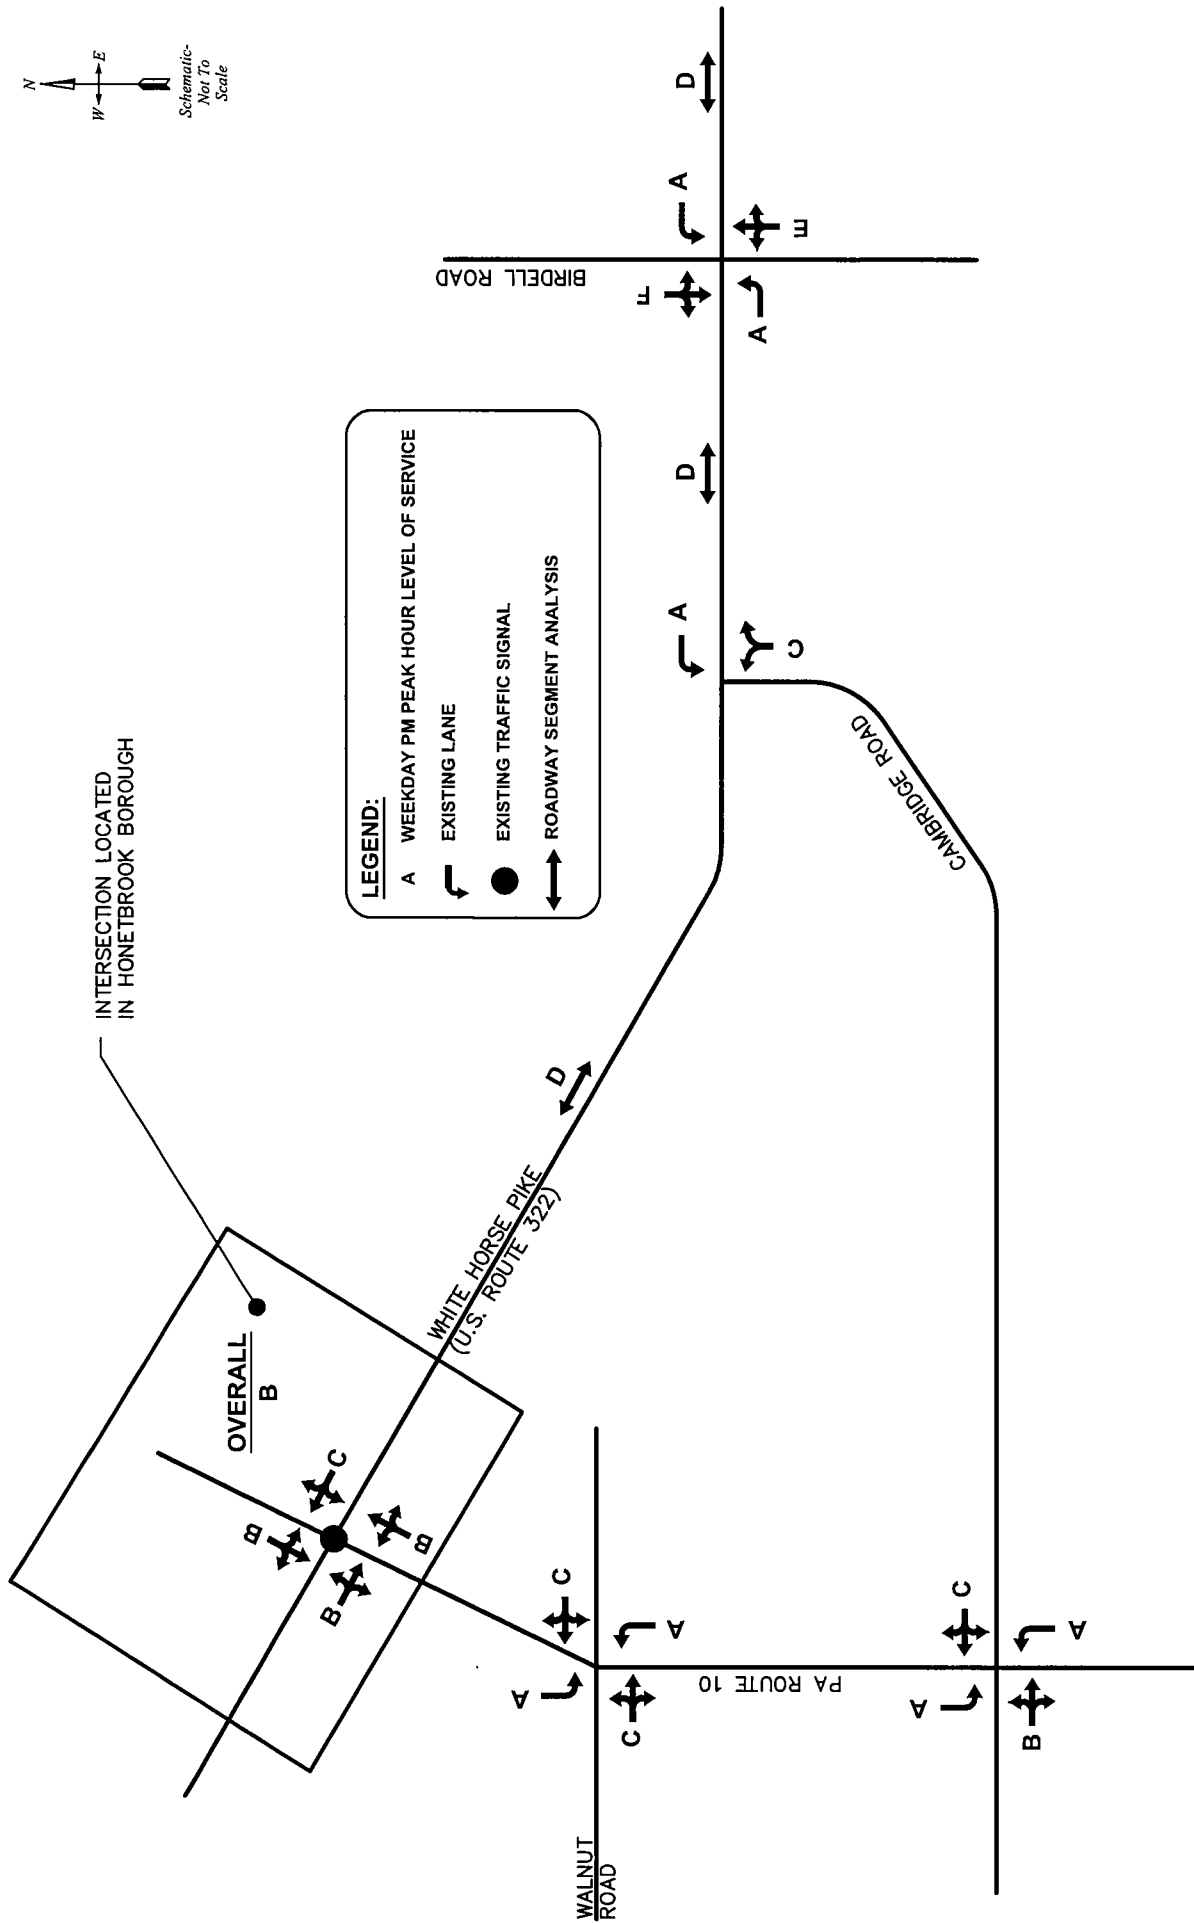 N
W E
Schematic-
Not To
Scale
INTERSECTION LOCATED
IN HONETBROOK BOROUGH
OVERALL
B
B
C
B
B
WHITE HORSE PIKE
(U.S. ROUTE 322)
D
LEGEND:
A WEEKDAY PM PEAK HOUR LEVEL OF SERVICE
EXISTING LANE
EXISTING TRAFFIC SIGNAL
ROADWAY SEGMENT ANALYSIS
A
C
D
BIRDELL ROAD
F
A
A
E
D
CAMBRIDGE ROAD
WALNUT
ROAD
A
C
C
A
PA ROUTE 10
A
C
B
A